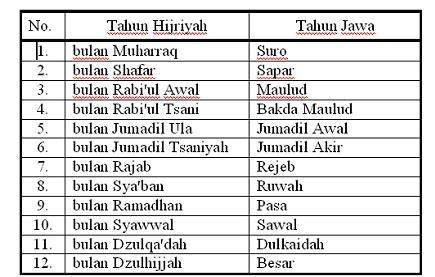 No. Tahun Hijriyah Tahun Jawa
1. bulan Muharraq Suro
2. bulan Shafar Sapar
3. bulan Rabi'ul Awal Maulud
4. bulan Rabi'ul Tsani Bakda Maulud
5. bulan Jumadil Ula Jumadil Awal
6. bulan Jumadil Tsaniyah Jumadil Akir
7. bulan Rajab Rejeb
8. bulan Sya'ban Ruwah
9. bulan Ramadhan Pasa
10. bulan Syawwal Sawal
11. bulan Dzulqa'dah Dulkaidah
12. bulan Dzulhijjah Besar